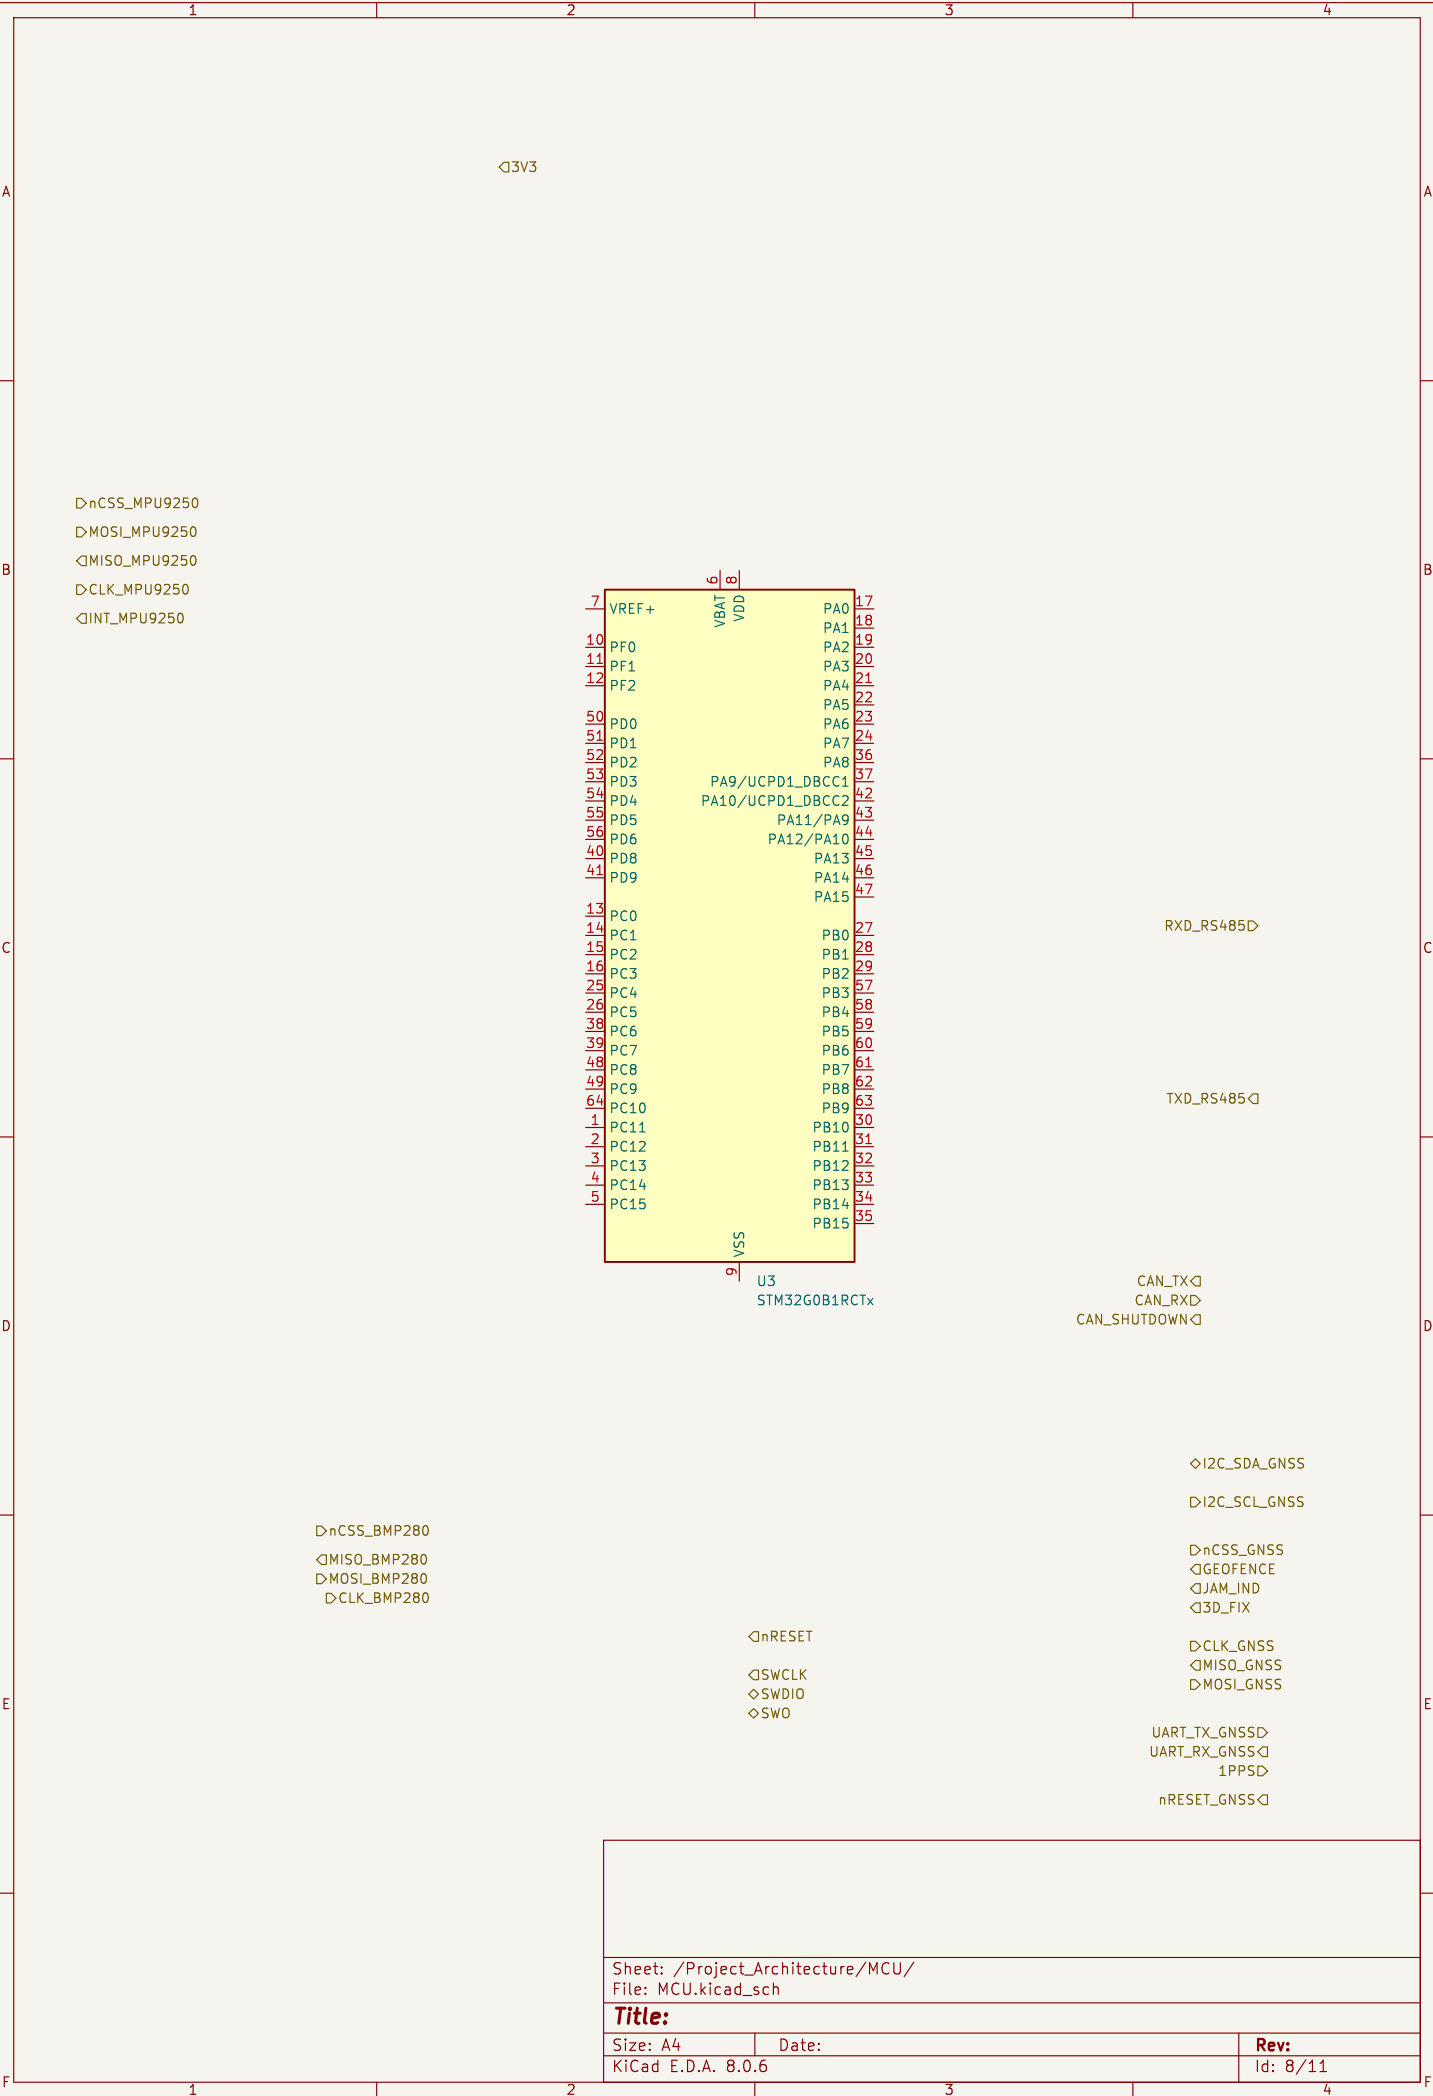 1 2 3 4
3V3
A A
nCSS_MPU9250
MOSI_MPU9250
MISO_MPU9250
B B
CLK_MPU9250
INT_MPU9250
6 8
VBAT VDD
7 VREF+ PA0 17
PA1 18
10 PF0 PA2 19
11 PF1 PA3 20
12 PF2 PA4 21
PA5 22
50 PD0 PA6 23
51 PD1 PA7 24
52 PD2 PA8 36
53 PD3 PA9/UCPD1_DBCC1 37
54 PD4 PA10/UCPD1_DBCC2 42
55 PD5 PA11/PA9 43
56 PD6 PA12/PA10 44
40 PD8 PA13 45
41 PD9 PA14 46
PA15 47
13 PC0
RXD_RS485
14 PC1 PB0 27
C C
15 PC2 PB1 28
16 PC3 PB2 29
25 PC4 PB3 57
26 PC5 PB4 58
38 PC6 PB5 59
39 PC7 PB6 60
48 PC8 PB7 61
49 PC9 PB8 62
TXD_RS485
64 PC10 PB9 63
1 PC11 PB10 30
2 PC12 PB11 31
3 PC13 PB12 32
4 PC14 PB13 33
5 PC15 PB14 34
PB15 35
VSS
9
U3 CAN_TX
STM32G0B1RCTx CAN_RX
CAN_SHUTDOWN
D D
I2C_SDA_GNSS
I2C_SCL_GNSS
nCSS_BMP280
nCSS_GNSS
MISO_BMP280
GEOFENCE
MOSI_BMP280
JAM_IND
CLK_BMP280
3D_FIX
nRESET
CLK_GNSS
MISO_GNSS
SWCLK
MOSI_GNSS
SWDIO
E E
SWO
UART_TX_GNSS
UART_RX_GNSS
1PPS
nRESET_GNSS
Sheet: /Project_Architecture/MCU/
File: MCU.kicad_sch
Title:
Size: A4 Date: Rev:
KiCad E.D.A. 8.0.6 Id: 8/11
F F
1 2 3 4